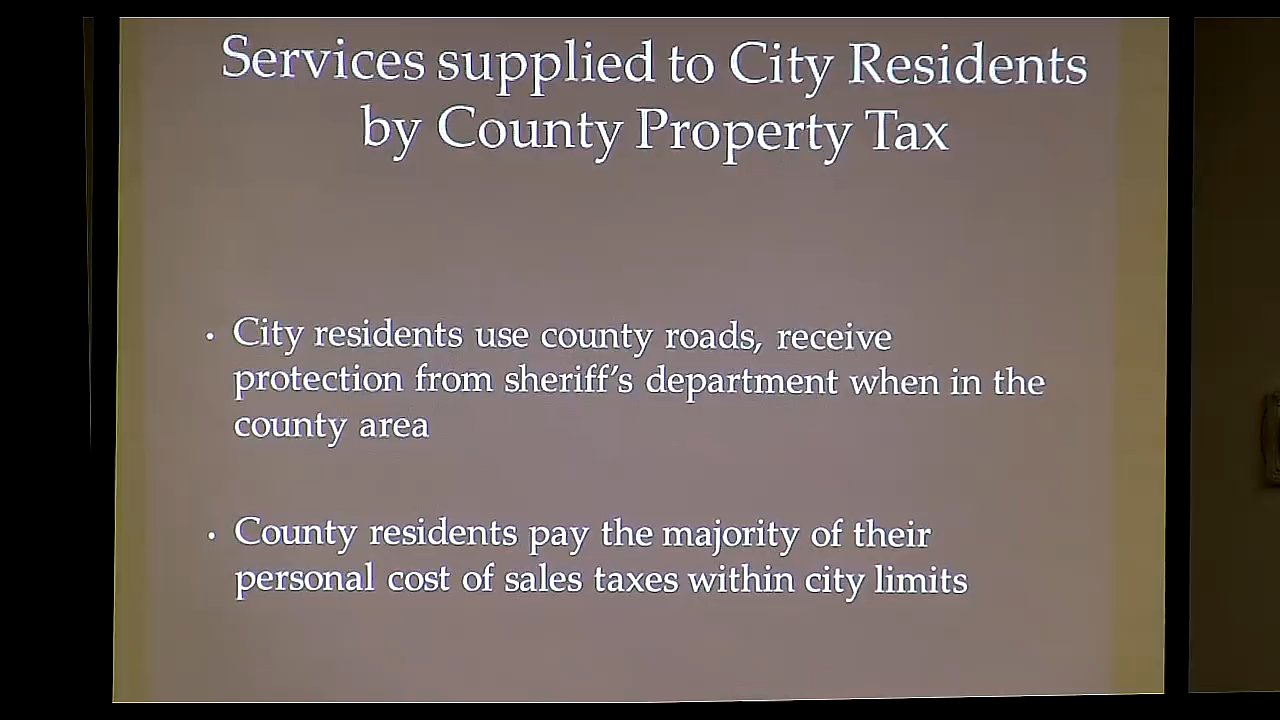 Services supplied to City Residents
by County Property Tax
• City residents use county roads, receive
protection from sheriff's department when in the
county area
• County residents pay the majority of their
personal cost of sales taxes within city limits